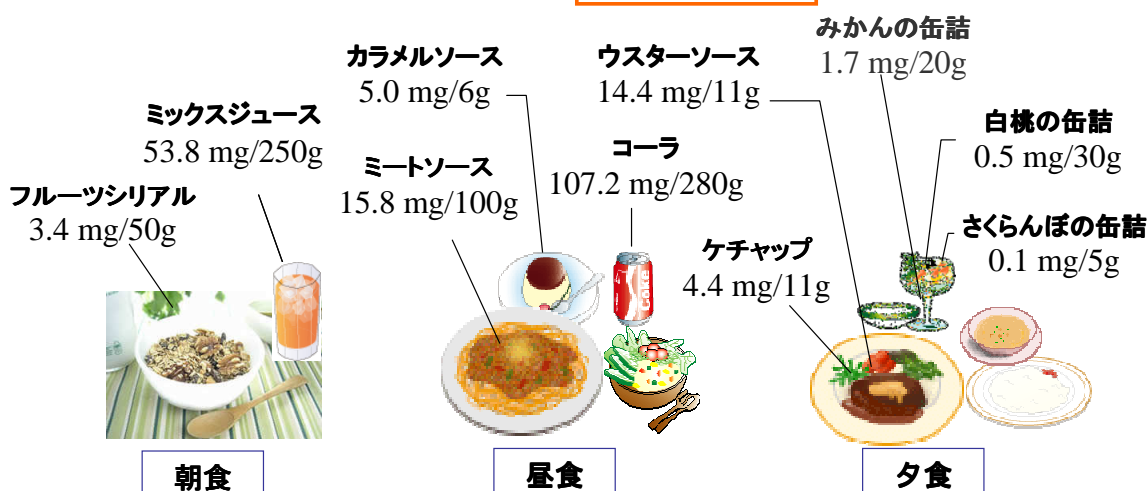 フルーツシリアル
3.4 mg/50g
ミックスジュース
53.8 mg/250g
カラメルソース
5.0 mg/6g
ミートソース
15.8 mg/100g
コーラ
107.2 mg/280g
ウスターソース
14.4 mg/11g
ケチャップ
4.4 mg/11g
みかんの缶詰
1.7 mg/20g
白桃の缶詰
0.5 mg/30g
さくらんぼの缶詰
0.1 mg/5g
Coke
朝食
昼食
夕食